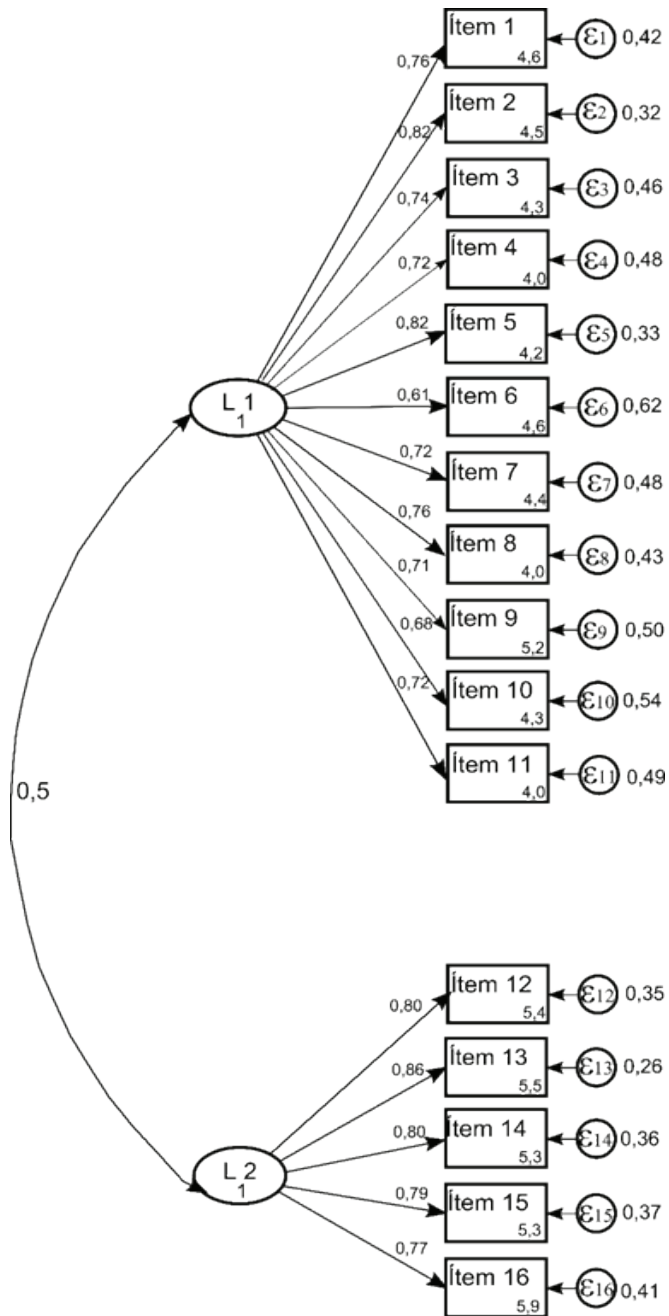 Ítem 1
4,6
ε1 0,42
0,76
Ítem 2
4,5
ε2 0,32
0,82
Ítem 3
4,3
ε3 0,46
0,74
Ítem 4
4,0
ε4 0,48
0,72
Ítem 5
4,2
ε5 0,33
0,82
L 1
1
0,61
Ítem 6
4,6
ε6 0,62
0,72
Ítem 7
4,4
ε7 0,48
0,76
Ítem 8
4,0
ε8 0,43
0,71
Ítem 9
5,2
ε9 0,50
0,68
Ítem 10
4,3
ε10 0,54
0,72
Ítem 11
4,0
ε11 0,49
0,5
Ítem 12
5,4
ε12 0,35
0,80
Ítem 13
5,5
ε13 0,26
0,86
Ítem 14
5,3
ε14 0,36
0,80
L 2
1
0,79
Ítem 15
5,3
ε15 0,37
0,77
Ítem 16
5,9
ε16 0,41